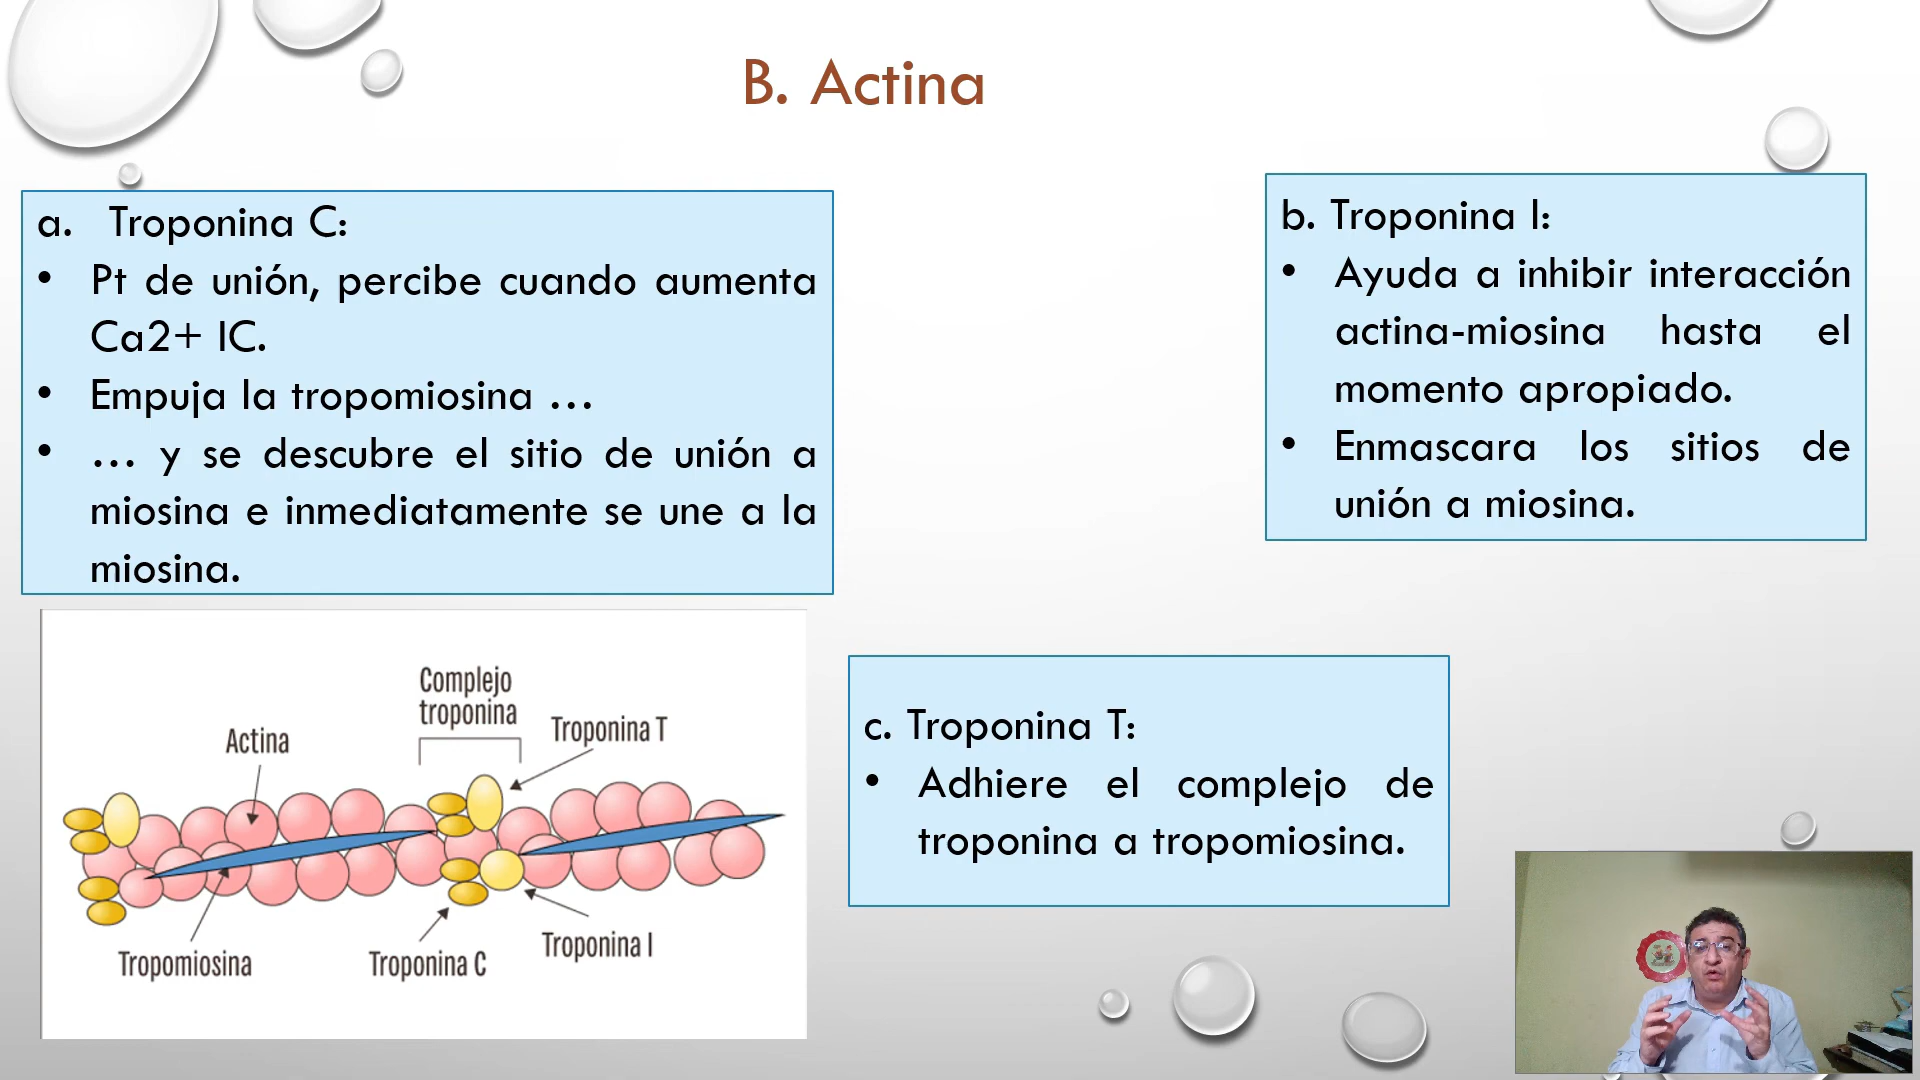 B. Actina
a. Troponina C:
• Pt de unión, percibe cuando aumenta
Ca2+ IC.
• Empuja la tropomiosina …
• … y se descubre el sitio de unión a
miosina e inmediatamente se une a la
miosina.
b. Troponina I:
• Ayuda a inhibir interacción
actina-miosina hasta el
momento apropiado.
• Enmascara los sitios de
unión a miosina.
c. Troponina T:
• Adhiere el complejo de
troponina a tropomiosina.
Complejo
troponina
Troponina T
Actina
Tropomiosina
Troponina C
Troponina I